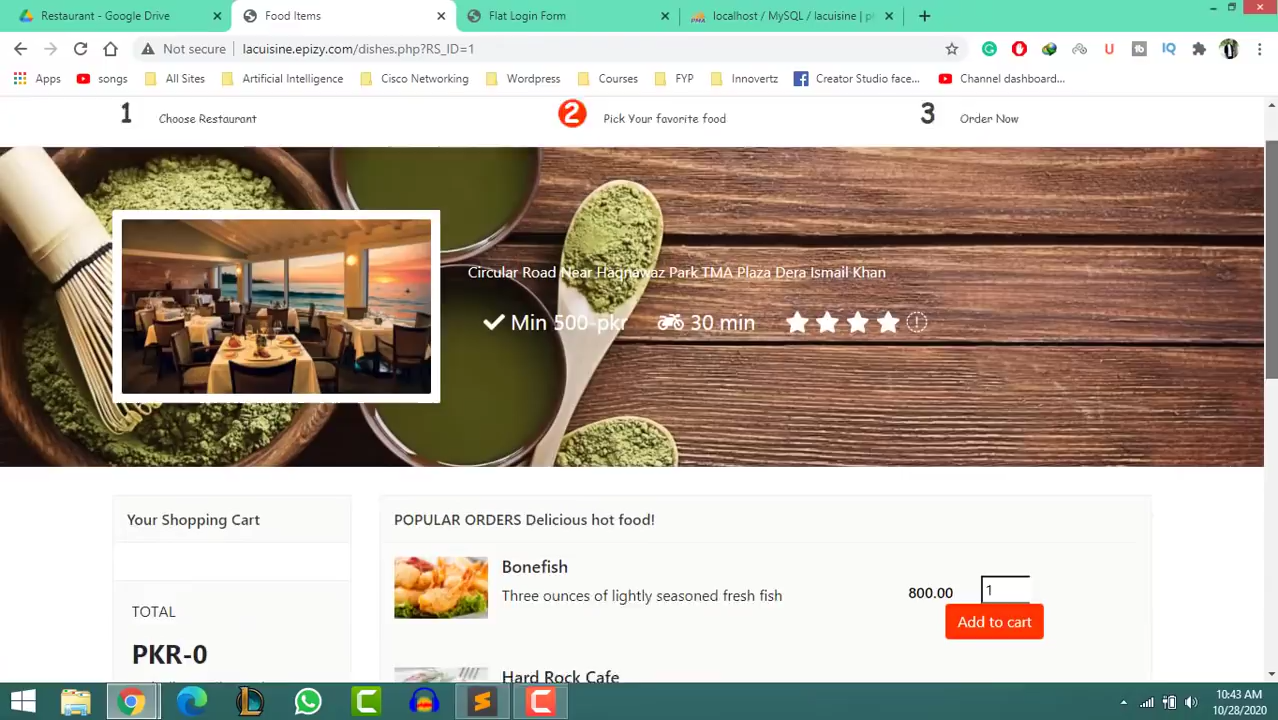 Restaurant - Google Drive
Food Items
Flat Login Form
localhost / MySQL / lacuisine | p
Not secure
lacuisine.epizy.com/dishes.php?RS_ID=1
Apps
songs
All Sites
Artificial Intelligence
Cisco Networking
Wordpress
Courses
FYP
Innovertz
Creator Studio face...
Channel dashboard...
1 Choose Restaurant
2 Pick Your favorite food
3 Order Now
Circular Road Near Haqnawaz Park TMA Plaza Dera Ismail Khan
Min 500-pkr
30 min
Your Shopping Cart
TOTAL
PKR-0
POPULAR ORDERS Delicious hot food!
Bonefish
Three ounces of lightly seasoned fresh fish
800.00
1
Add to cart
Hard Rock Cafe
10:43 AM
10/28/2020